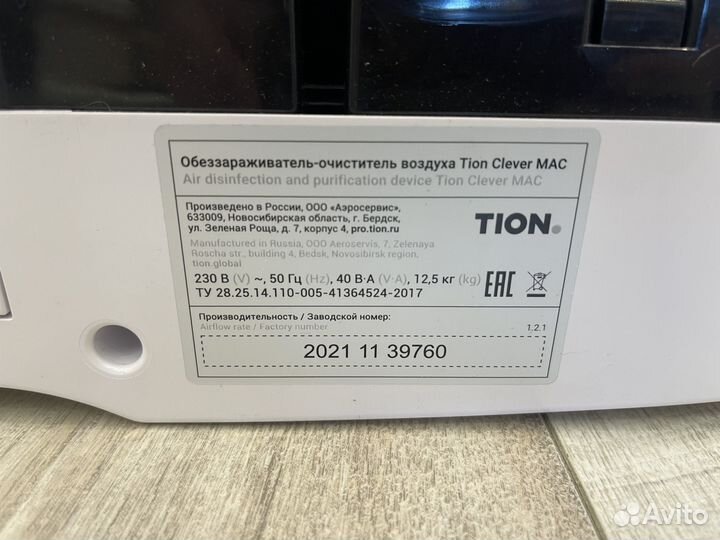 Обеззараживатель-очиститель воздуха Tion Clever MAC
Air disinfection and purification device Tion Clever MAC
Произведено в России, ООО «Аэросервис»,
633009, Новосибирская область, г. Бердск,
ул. Зеленая Роща, д. 7, корпус 4, pro.tion.ru
Manufactured in Russia, OOO Aeroservis, 7, Zelenaya
Roscha str., building 4, Bedsk, Novosibirsk region,
tion.global
TION.
230 В (V) ~, 50 Гц (Hz), 40 В·А (V·A), 12,5 кг (kg)
ТУ 28.25.14.110-005-41364524-2017
EAC
Производительность / Заводской номер:
Airflow rate / Factory number
1.2.1
2021 11 39760
Avito